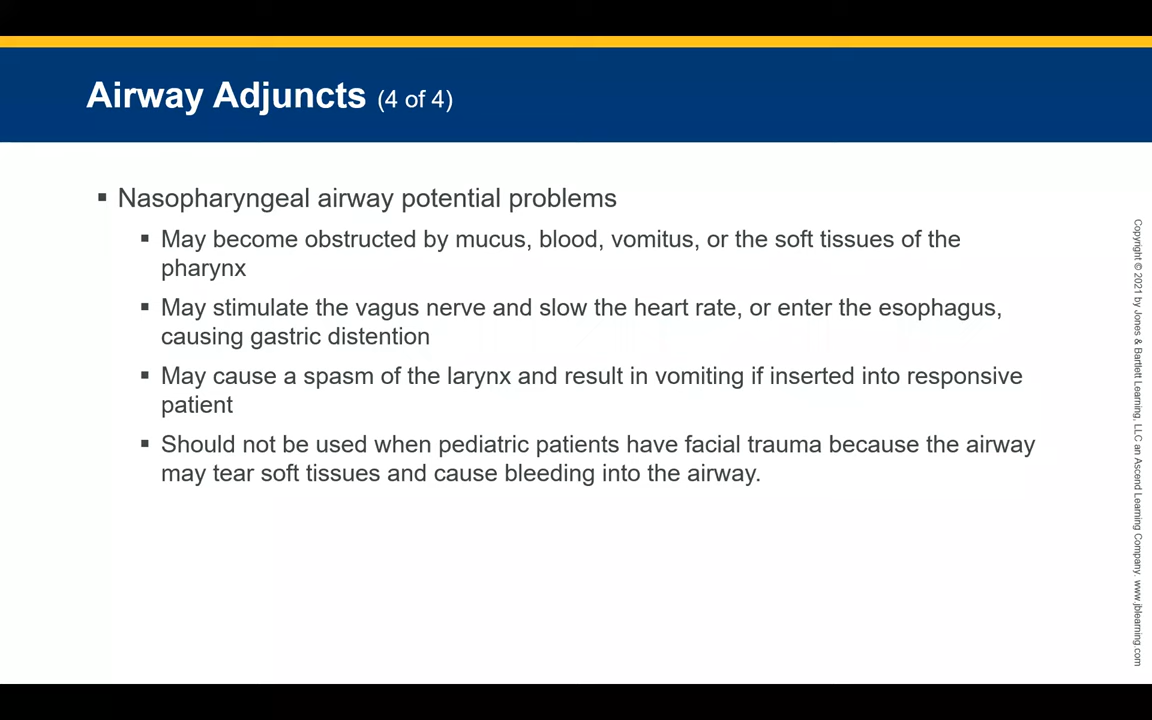 Airway Adjuncts (4 of 4)
▪ Nasopharyngeal airway potential problems
▪ May become obstructed by mucus, blood, vomitus, or the soft tissues of the
pharynx
▪ May stimulate the vagus nerve and slow the heart rate, or enter the esophagus,
causing gastric distention
▪ May cause a spasm of the larynx and result in vomiting if inserted into responsive
patient
▪ Should not be used when pediatric patients have facial trauma because the airway
may tear soft tissues and cause bleeding into the airway.
Copyright © 2021 by Jones & Bartlett Learning, LLC an Ascend Learning Company. www.jblearning.com